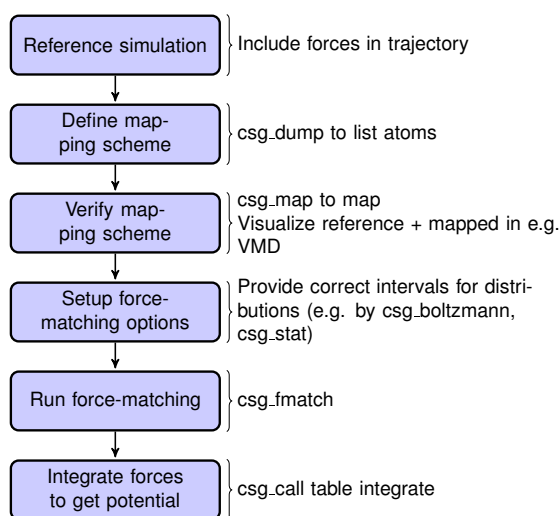 Reference simulation
Include forces in trajectory
Define map-
ping scheme
csg_dump to list atoms
Verify map-
ping scheme
csg_map to map
Visualize reference + mapped in e.g.
VMD
Setup force-
matching options
Provide correct intervals for distri-
butions (e.g. by csg_boltzmann,
csg_stat)
Run force-matching
csg_fmatch
Integrate forces
to get potential
csg_call table integrate